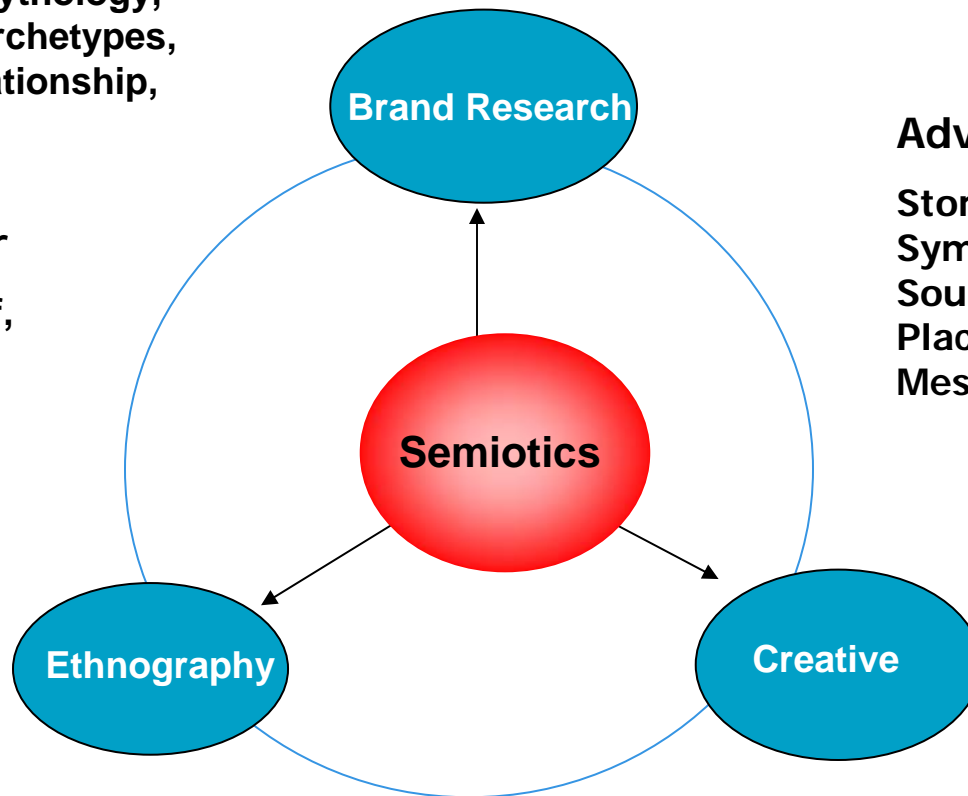 ythology,
rchetypes,
ationship,
r
f,
Brand Research
Adv
Stor
Sym
Sou
Plac
Mes
Semiotics
Ethnography
Creative